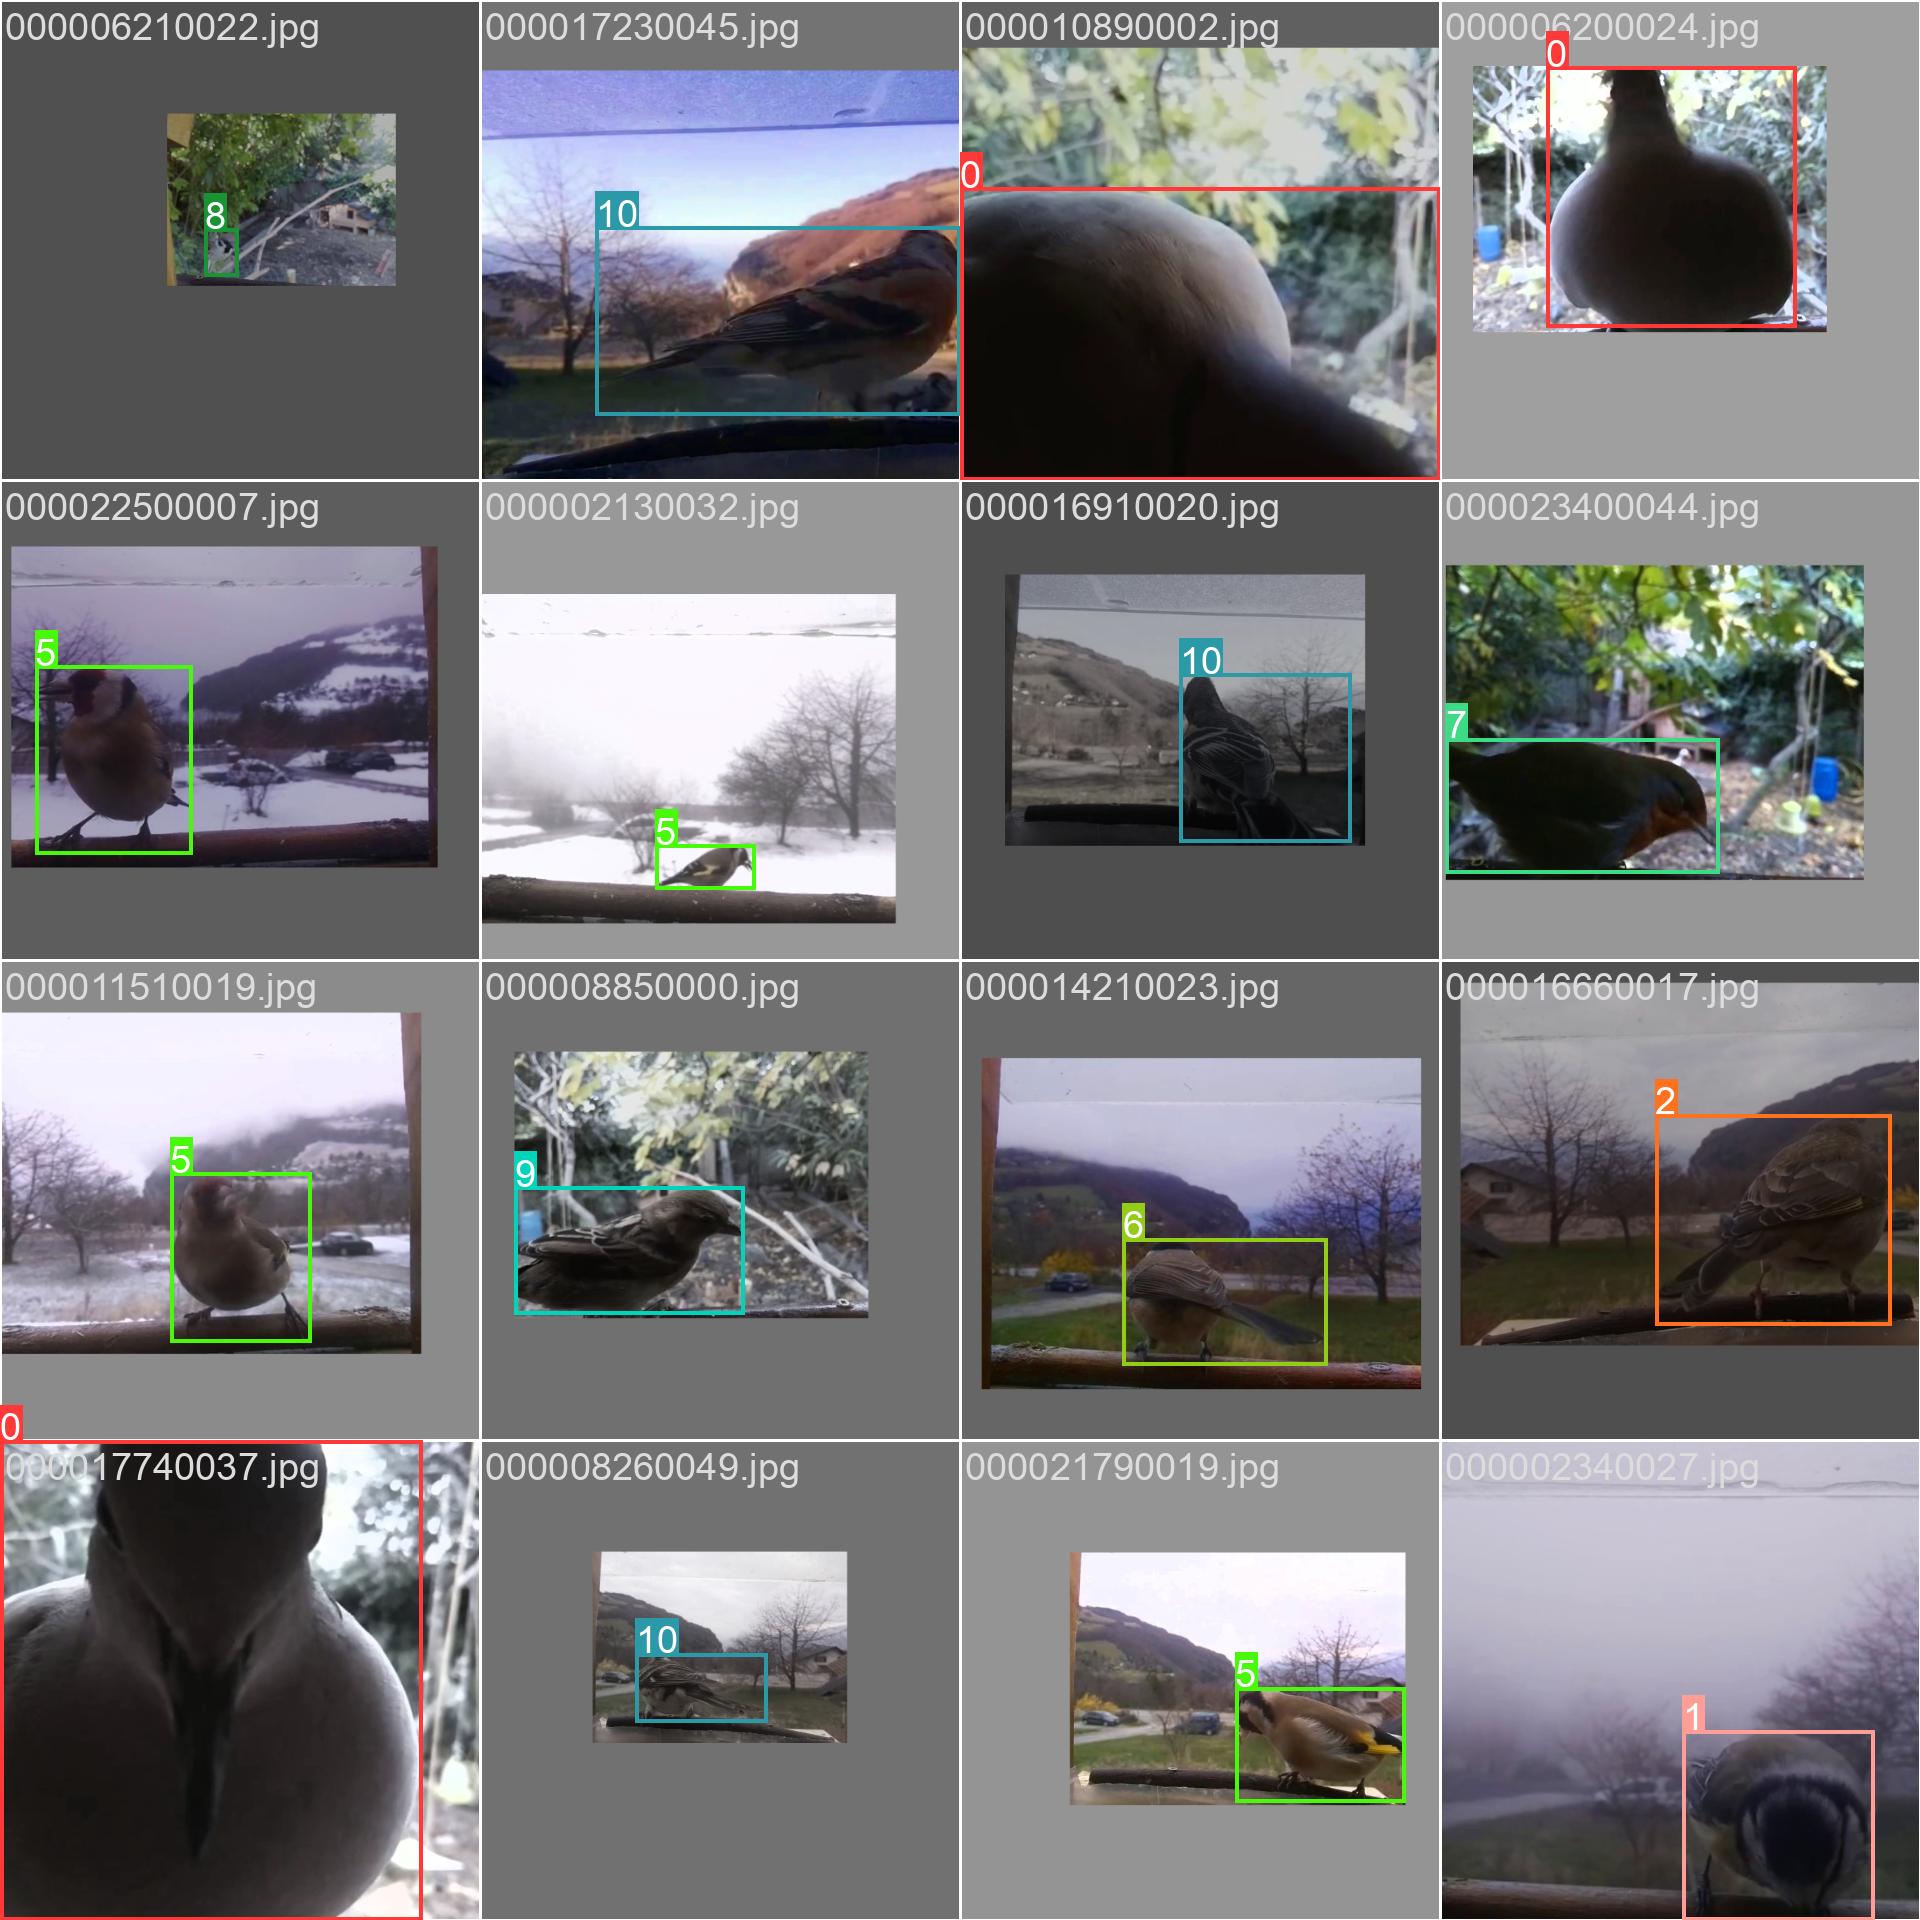 000006210022.jpg
8
000017230045.jpg
10
000010890002.jpg
0
000006200024.jpg
0
000022500007.jpg
5
000002130032.jpg
5
000016910020.jpg
10
000023400044.jpg
7
000011510019.jpg
5
000008850000.jpg
9
000014210023.jpg
6
000016660017.jpg
2
000017740037.jpg
0
000008260049.jpg
10
000021790019.jpg
5
000002340027.jpg
1